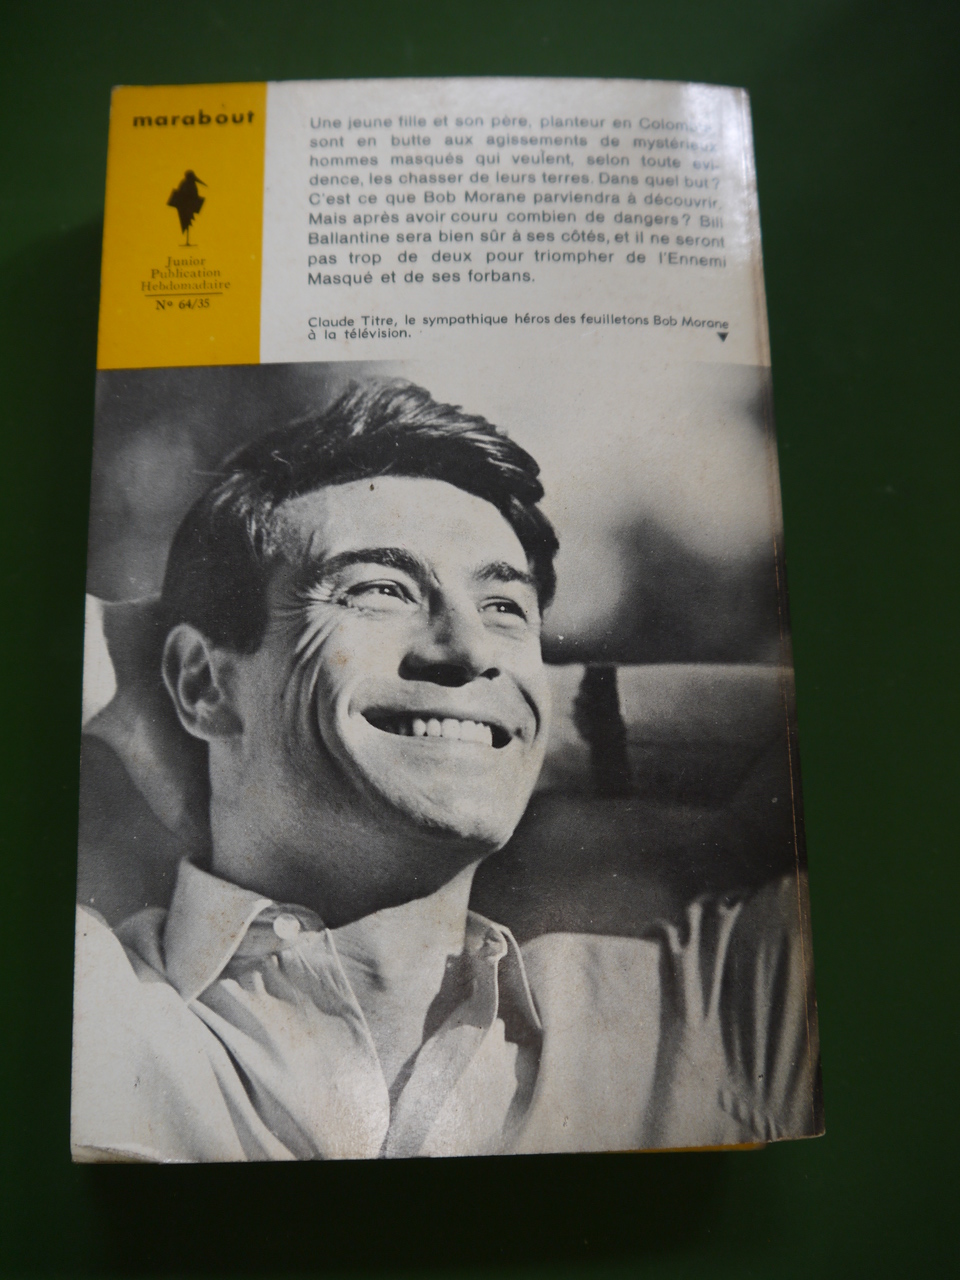 marabout
Junior
Publication
Hebdomadaire
Nº 64/35
Une jeune fille et son père, planteur en Colombie,
sont en butte aux agissements de mystérieux
hommes masqués qui veulent, selon toute évi-
dence, les chasser de leurs terres. Dans quel but ?
C'est ce que Bob Morane parviendra à découvrir.
Mais après avoir couru combien de dangers ? Bill
Ballantine sera bien sûr à ses côtés, et il ne seront
pas trop de deux pour triompher de l'Ennemi
Masqué et de ses forbans.
Claude Titre, le sympathique héros des feuilletons Bob Morane
à la télévision.